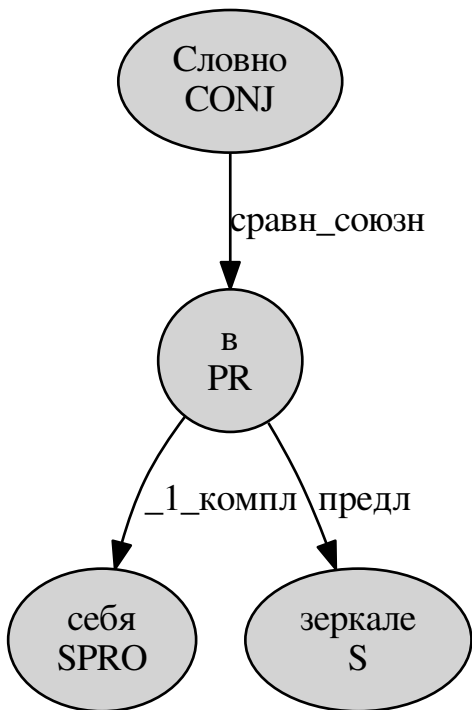 Словно
CONJ
сравн_союзн
в
PR
_1_компл предл
себя
SPRO
зеркале
S